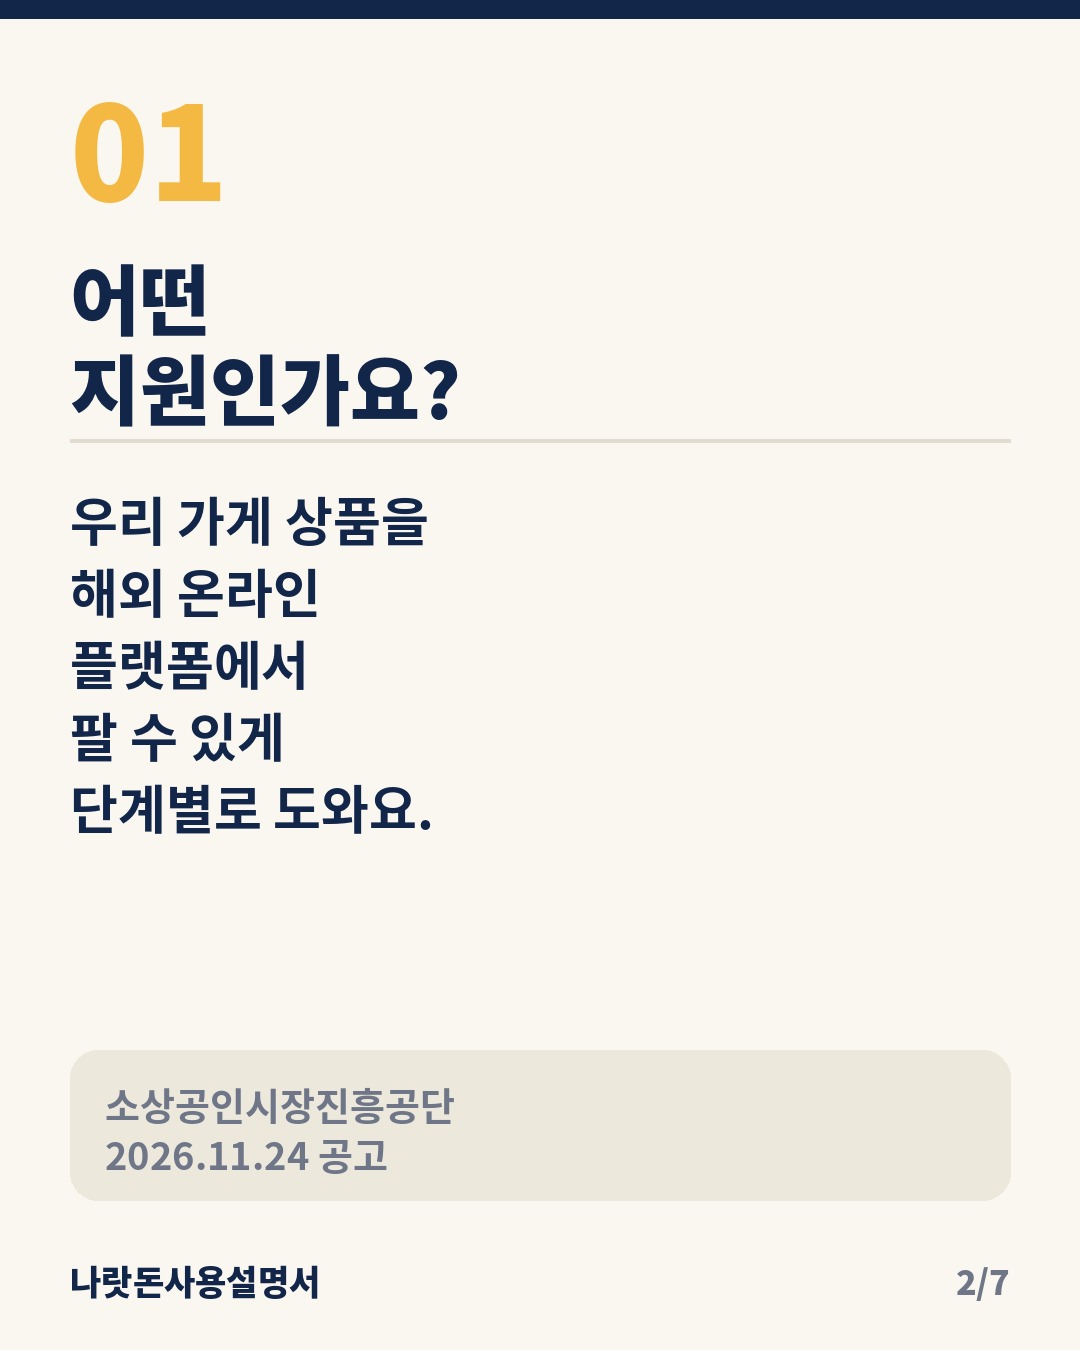 01
어떤
지원인가요?
우리 가게 상품을
해외 온라인
플랫폼에서
팔 수 있게
단계별로 도와요.
소상공인시장진흥공단
2026.11.24 공고
나랏돈사용설명서
2/7